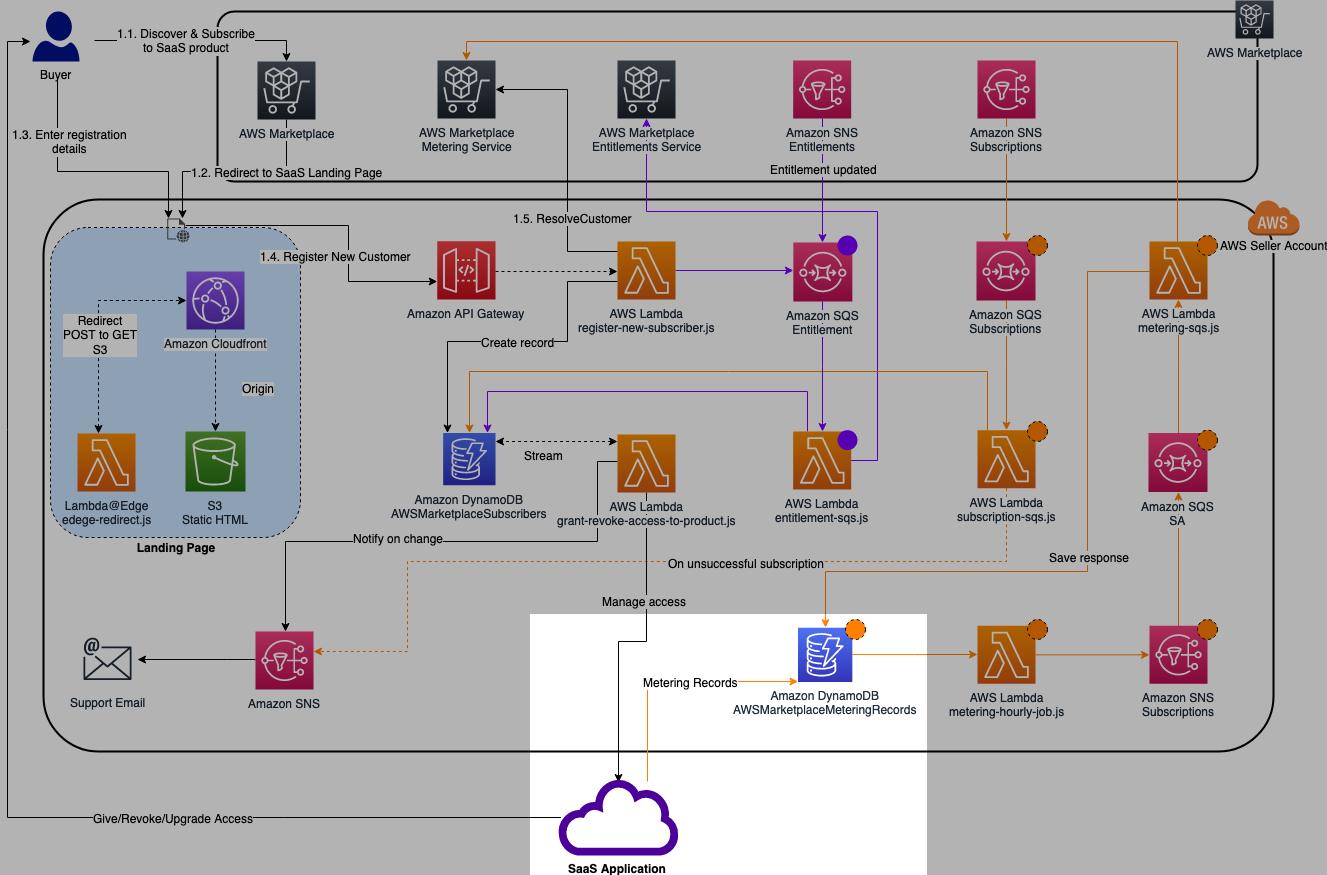 1.1. Discover & Subscribe
to SaaS product
Buyer
AWS Marketplace
AWS Marketplace
AWS Marketplace
Metering Service
AWS Marketplace
Entitlements Service
Amazon SNS
Entitlements
Amazon SNS
Subscriptions
1.3. Enter registration
details
1.2. Redirect to SaaS Landing Page
Entitlement updated
1.5. ResolveCustomer
AWS
AWS Seller Account
1.4. Register New Customer
Amazon API Gateway
AWS Lambda
register-new-subscriber.js
Amazon SQS
Entitlement
Amazon SQS
Subscriptions
AWS Lambda
metering-sqs.js
Redirect
POST to GET
S3
Amazon Cloudfront
Create record
Origin
Stream
Lambda@Edge
edege-redirect.js
S3
Static HTML
Amazon DynamoDB
AWSMarketplaceSubscribers
AWS Lambda
grant-revoke-access-to-product.js
AWS Lambda
entitlement-sqs.js
AWS Lambda
subscription-sqs.js
Amazon SQS
SA
Landing Page
Notify on change
On unsuccessful subscription
Save response
Manage access
@
Support Email
Amazon SNS
Metering Records
Amazon DynamoDB
AWSMarketplaceMeteringRecords
AWS Lambda
metering-hourly-job.js
Amazon SNS
Subscriptions
Give/Revoke/Upgrade Access
SaaS Application